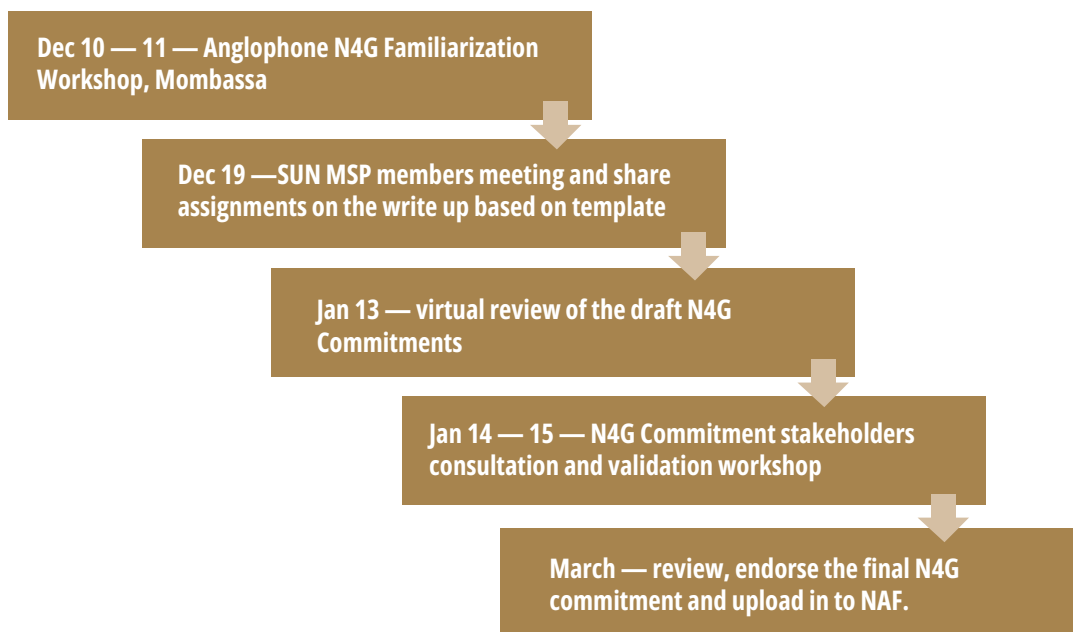 Dec 10 — 11 — Anglophone N4G Familiarization
Workshop, Mombassa
Dec 19 —SUN MSP members meeting and share
assignments on the write up based on template
Jan 13 — virtual review of the draft N4G
Commitments
Jan 14 — 15 — N4G Commitment stakeholders
consultation and validation workshop
March — review, endorse the final N4G
commitment and upload in to NAF.